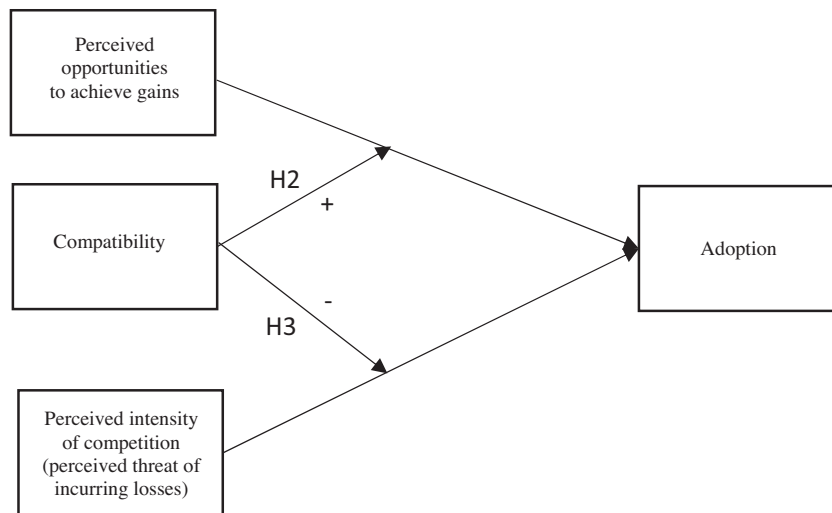 Perceived
opportunities
to achieve gains
H2
+
Compatibility
Adoption
-
H3
Perceived intensity
of competition
(perceived threat of
incurring losses)